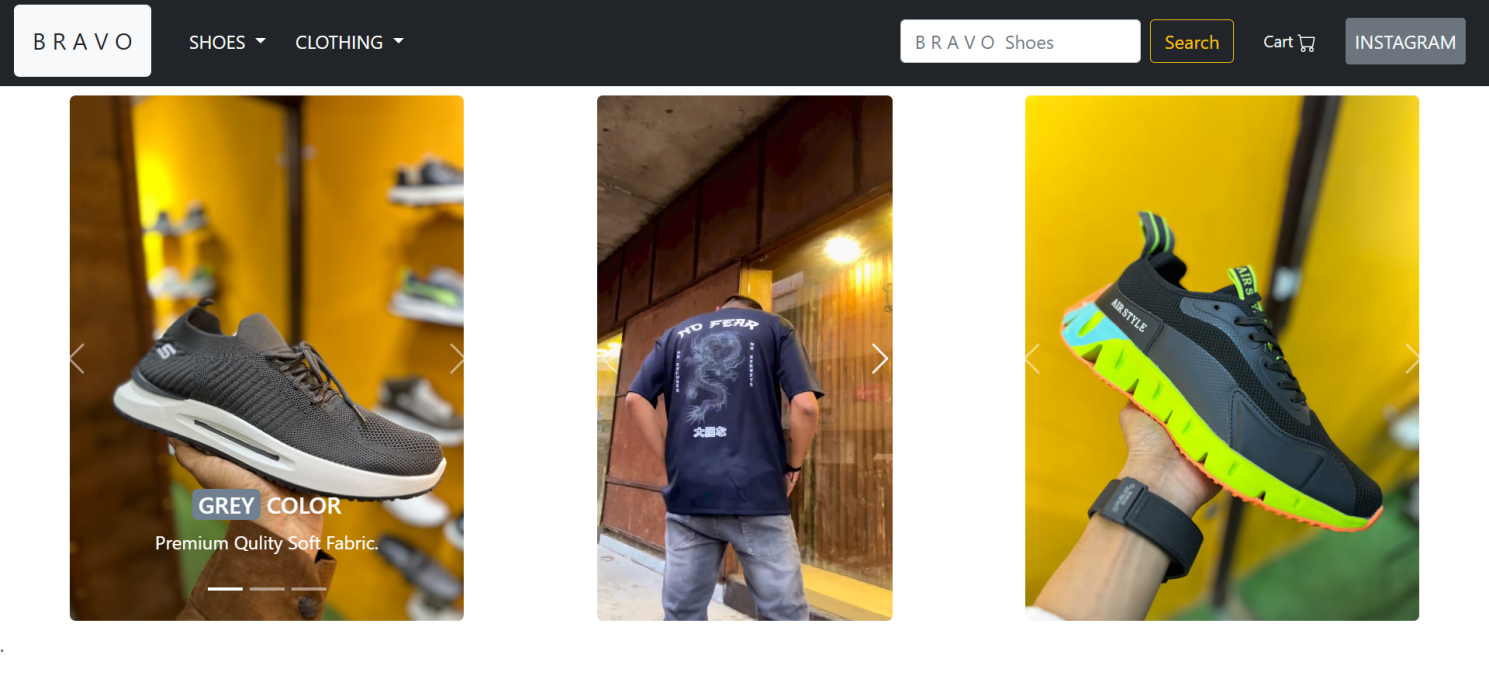 B R A V O
SHOES
CLOTHING
B R A V O Shoes
Search
Cart
INSTAGRAM
S
GREY COLOR
Premium Qulity Soft Fabric.
NO FEAR
AIR STYLE
AIR S
.